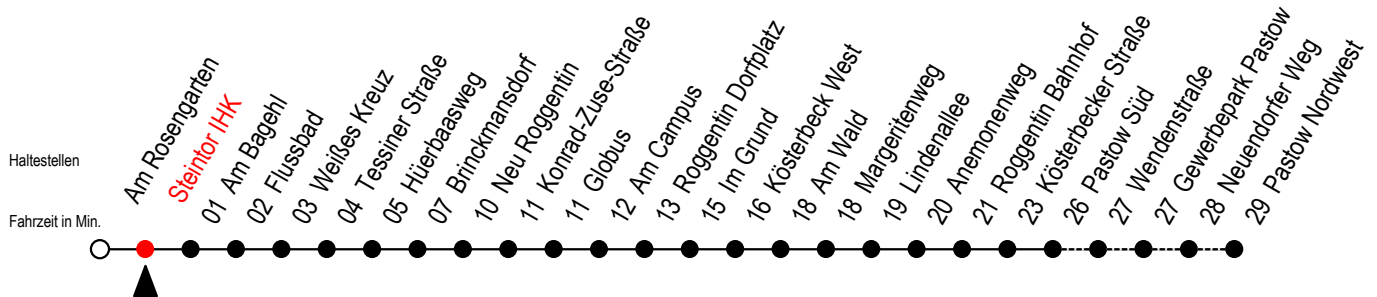 Haltestellen
Fahrzeit in Min.
Am Rosengarten
Steintor IHK
01 Am Bagehl
02 Flussbad
03 Weißes Kreuz
04 Tessiner Straße
05 Hüerbaasweg
07 Brinckmansdorf
10 Neu Roggentin
11 Konrad-Zuse-Straße
11 Globus
12 Am Campus
13 Roggentin Dorfplatz
15 Im Grund
16 Kösterbeck West
18 Am Wald
18 Margeritenweg
19 Lindenallee
20 Anemonenweg
21 Roggentin Bahnhof
23 Kösterbecker Straße
26 Pastow Süd
27 Wendenstraße
27 Gewerbepark Pastow
28 Neuendorfer Weg
29 Pastow Nordwest